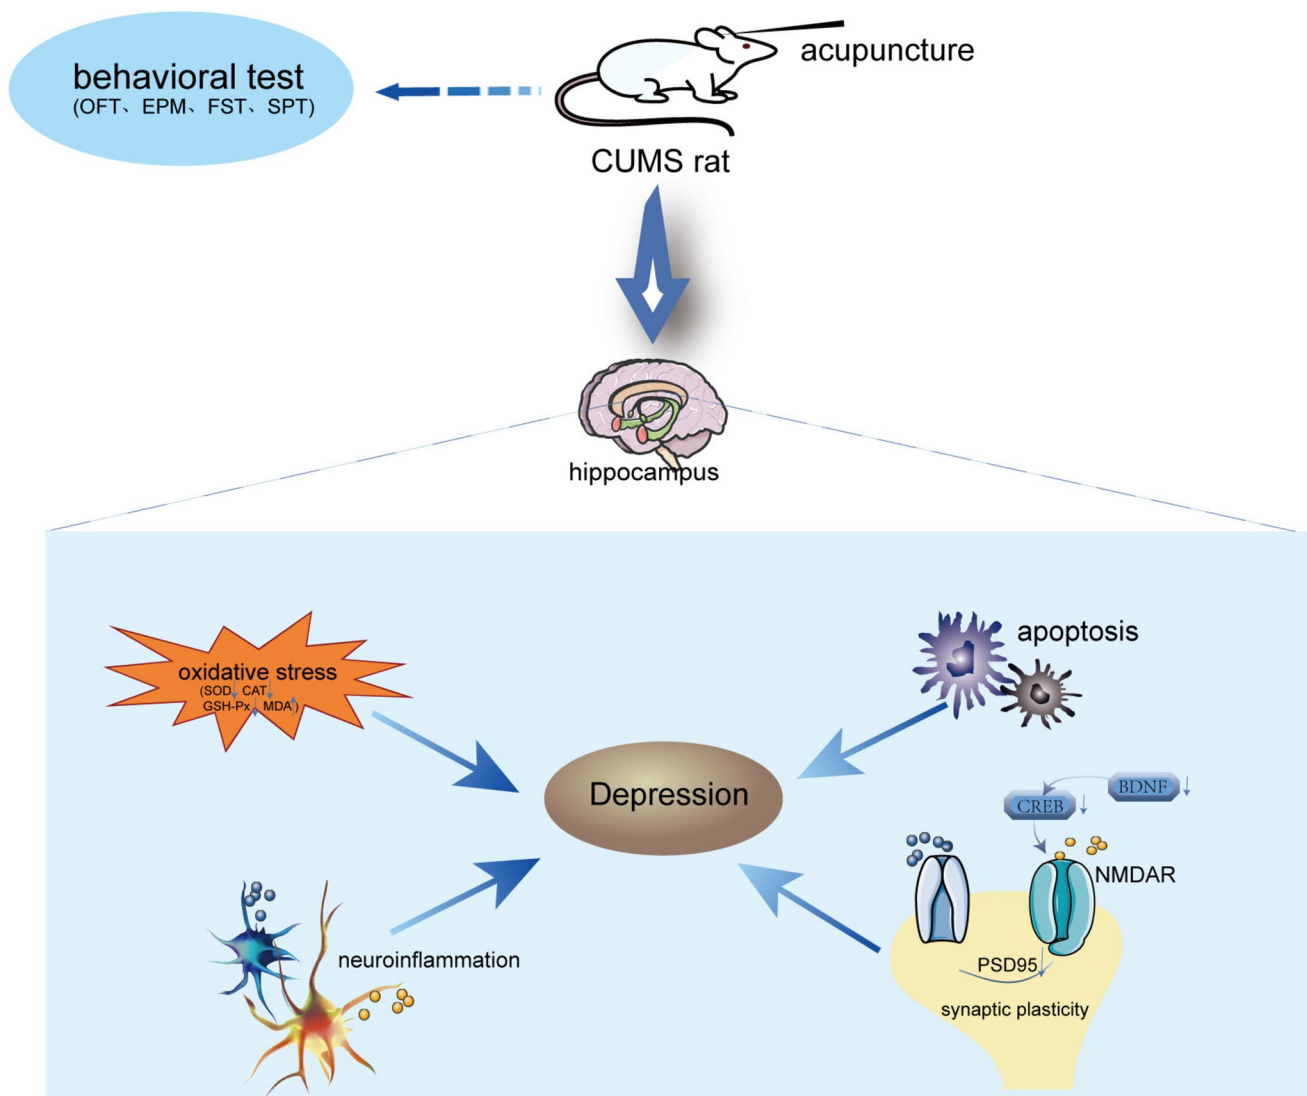 behavioral test
(OFT、EPM、FST、SPT)
acupuncture
CUMS rat
hippocampus
oxidative stress
(SOD↓ CAT↓
GSH-Px↓ MDA↑)
apoptosis
Depression
BDNF↓
CREB↓
NMDAR
neuroinflammation
PSD95↓
synaptic plasticity